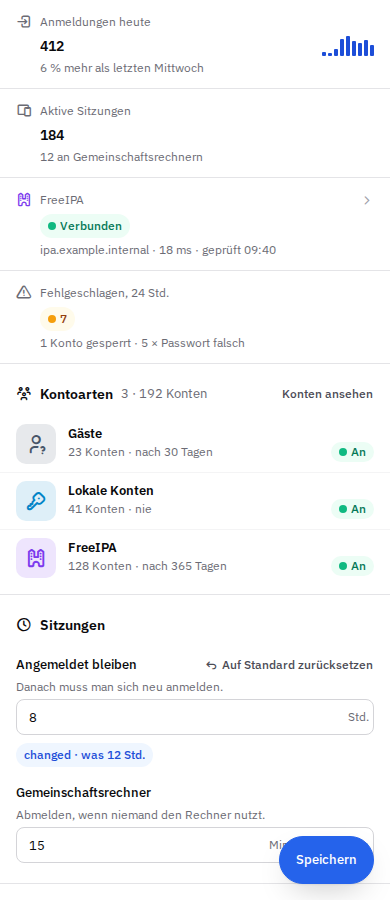 Anmeldungen heute
412
6 % mehr als letzten Mittwoch
Aktive Sitzungen
184
12 an Gemeinschaftsrechnern
FreeIPA
Verbunden
ipa.example.internal · 18 ms · geprüft 09:40
Fehlgeschlagen, 24 Std.
7
1 Konto gesperrt · 5 × Passwort falsch
Kontoarten 3 · 192 Konten Konten ansehen
Gäste
23 Konten · nach 30 Tagen An
Lokale Konten
41 Konten · nie An
FreeIPA
128 Konten · nach 365 Tagen An
Sitzungen
Angemeldet bleiben Auf Standard zurücksetzen
Danach muss man sich neu anmelden.
8 Std.
changed · was 12 Std.
Gemeinschaftsrechner
Abmelden, wenn niemand den Rechner nutzt.
15
Speichern